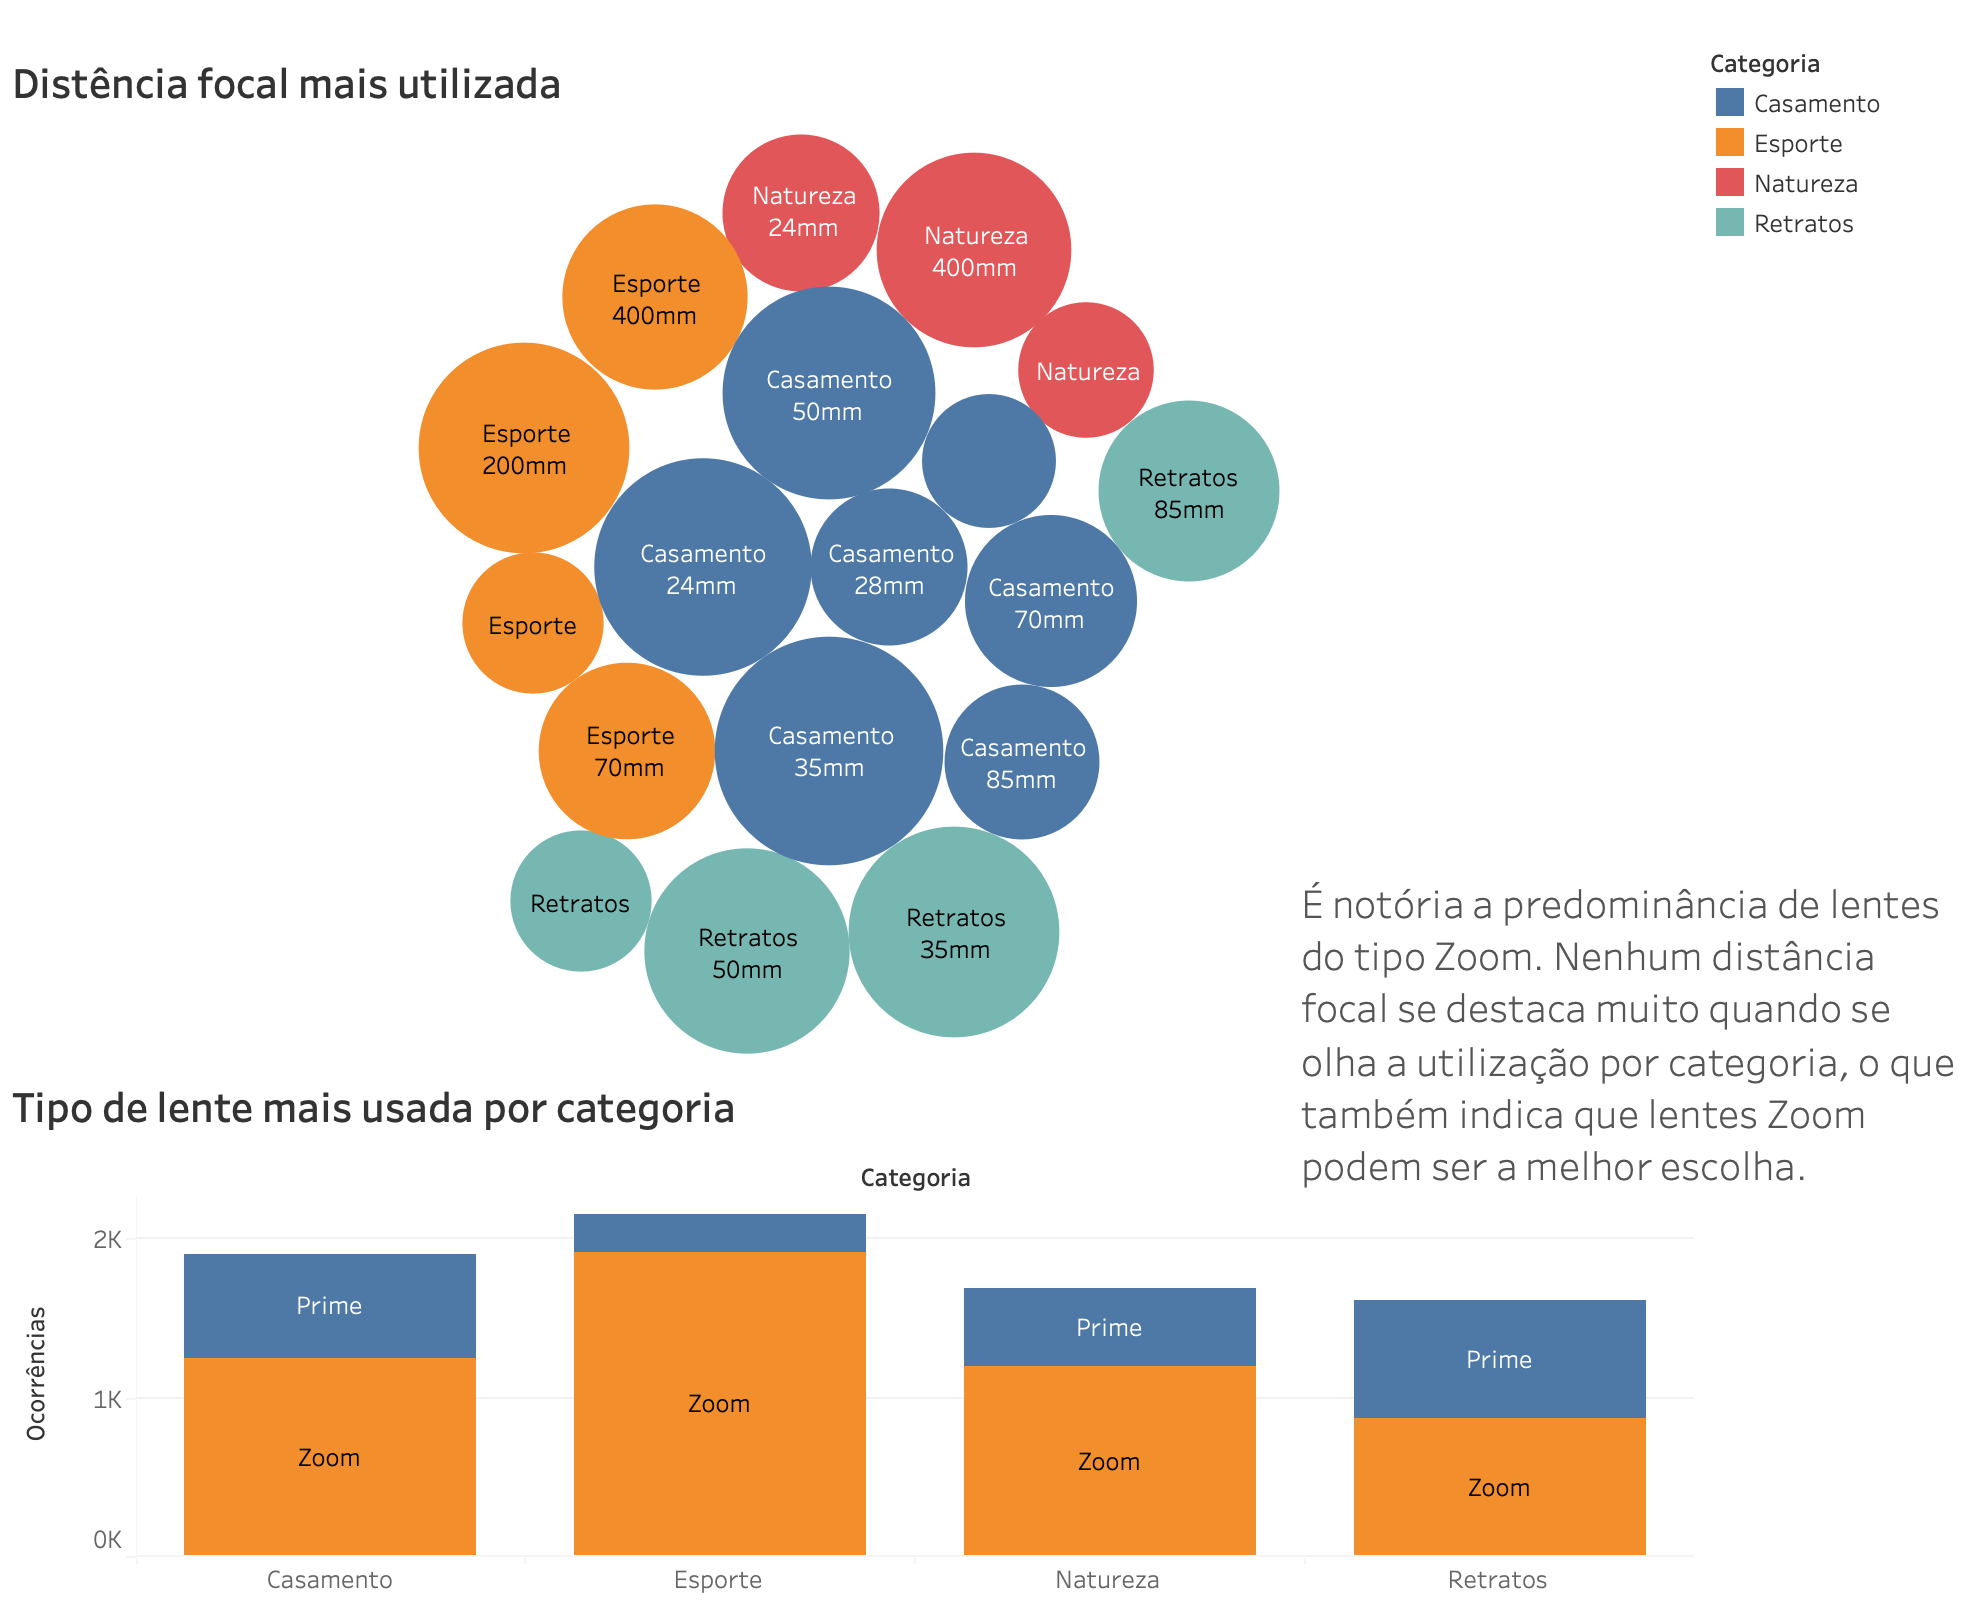 Distência focal mais utilizada
Categoria
Casamento
Esporte
Natureza
Retratos
Natureza
24mm
Natureza
400mm
Esporte
400mm
Casamento
50mm
Natureza
Esporte
200mm
Retratos
85mm
Casamento
24mm
Casamento
28mm
Casamento
70mm
Esporte
Esporte
70mm
Casamento
35mm
Casamento
85mm
Retratos
Retratos
50mm
Retratos
35mm
É notória a predominância de lentes
do tipo Zoom. Nenhum distância
focal se destaca muito quando se
olha a utilização por categoria, o que
também indica que lentes Zoom
podem ser a melhor escolha.
Tipo de lente mais usada por categoria
Categoria
Ocorrências
2K
1K
0K
Prime
Zoom
Zoom
Prime
Zoom
Prime
Zoom
Casamento
Esporte
Natureza
Retratos